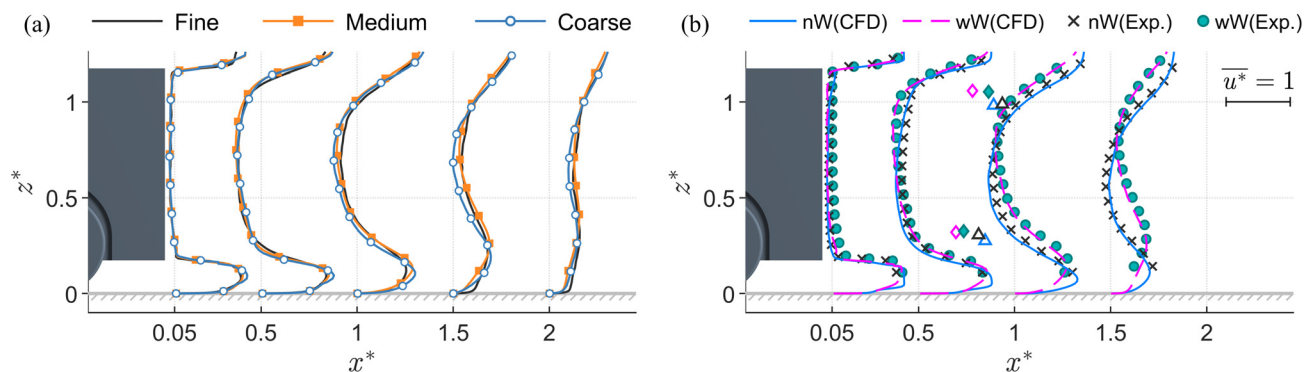 (a) Fine Medium Coarse
1
0.5
0
z*
0.05 0.5 1 1.5 2
x*
(b) nW(CFD) wW(CFD) nW(Exp.) wW(Exp.)
u* = 1
1
0.5
0
z*
0.05 0.5 1 1.5 2
x*